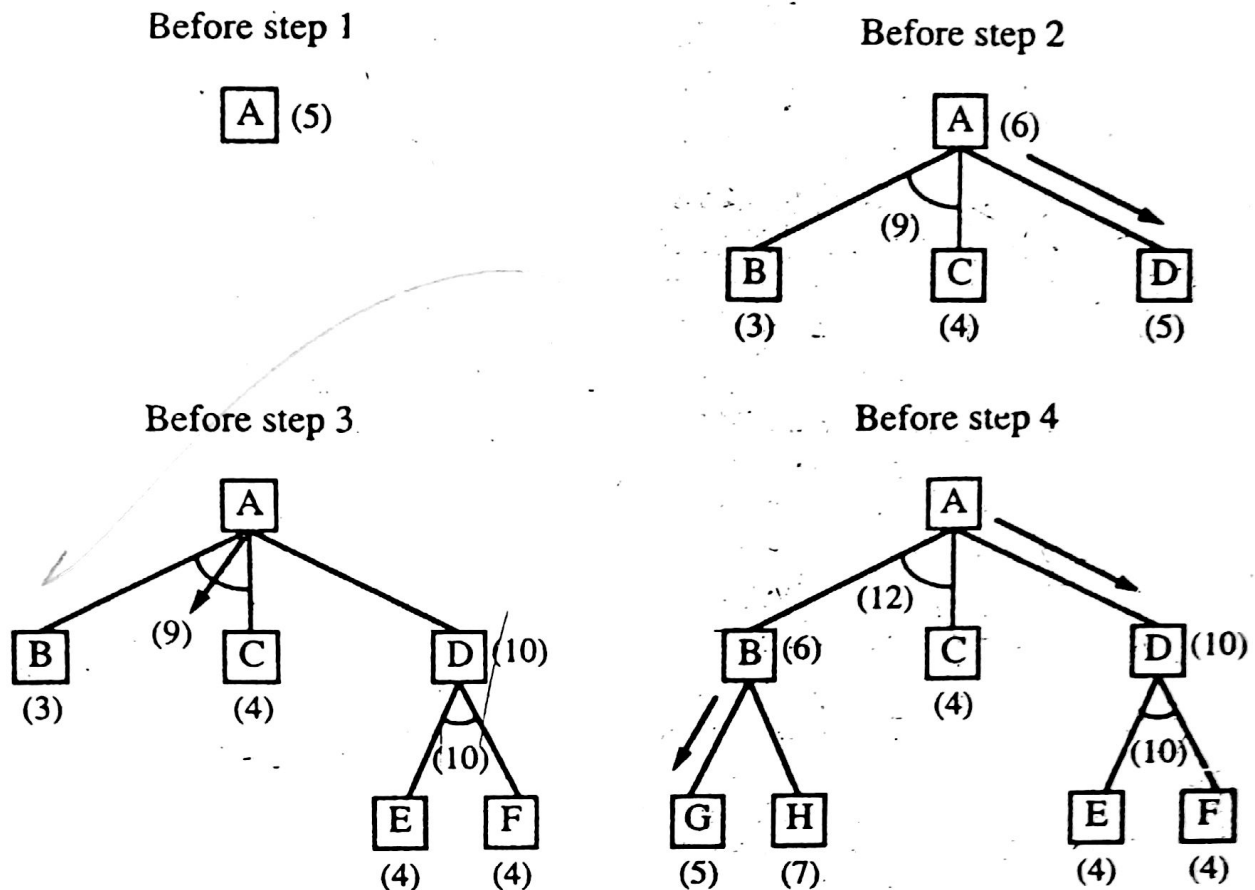 Before step 1
A (5)
Before step 2
A (6)
(9)
B C D
(3) (4) (5)
Before step 3
A
(9)
B C D (10)
(3) (4)
(10)
E F
(4) (4)
Before step 4
A
(12)
B (6) C D (10)
(4)
(10)
G H E F
(5) (7) (4) (4)